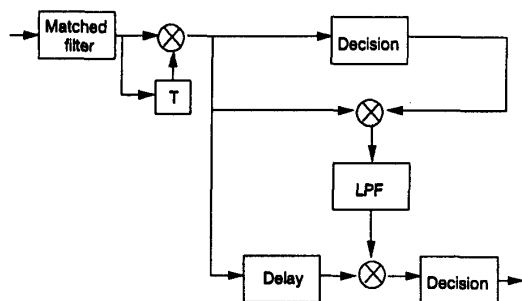 Matched
filter
T
Decision
LPF
Delay
Decision